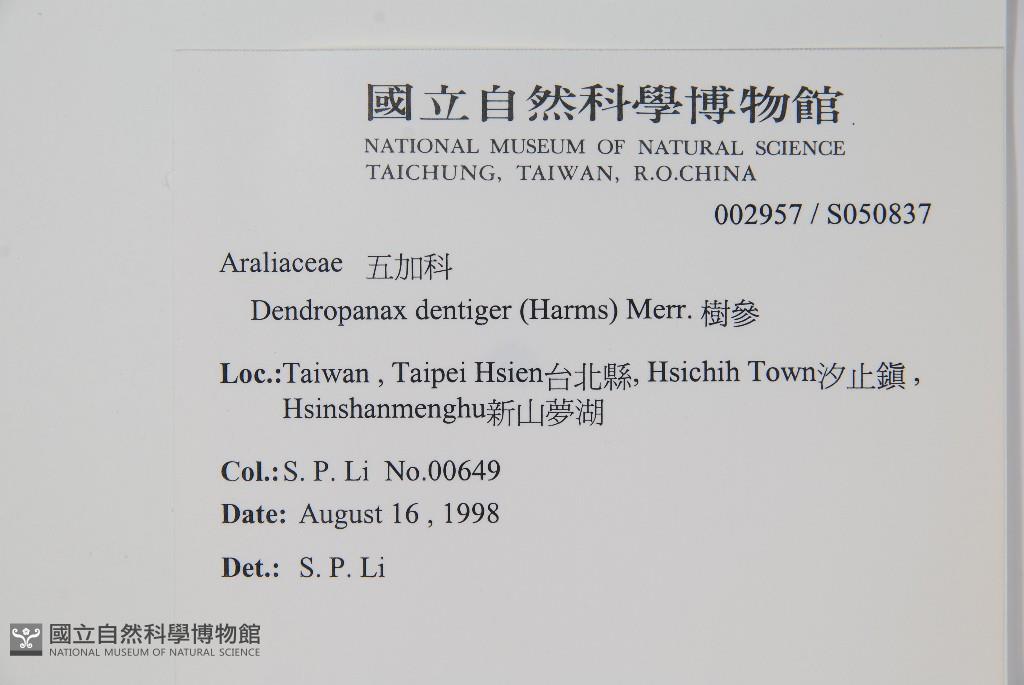 國立自然科學博物館
NATIONAL MUSEUM OF NATURAL SCIENCE
TAICHUNG, TAIWAN, R.O.CHINA
002957 / S050837
Araliaceae 五加科
Dendropanax dentiger (Harms) Merr. 樹參
Loc.:Taiwan , Taipei Hsien台北縣, Hsichih Town汐止鎮 ,
Hsinshanmenghu新山夢湖
Col.: S. P. Li No.00649
Date: August 16 , 1998
Det.: S. P. Li
國立自然科學博物館
NATIONAL MUSEUM OF NATURAL SCIENCE